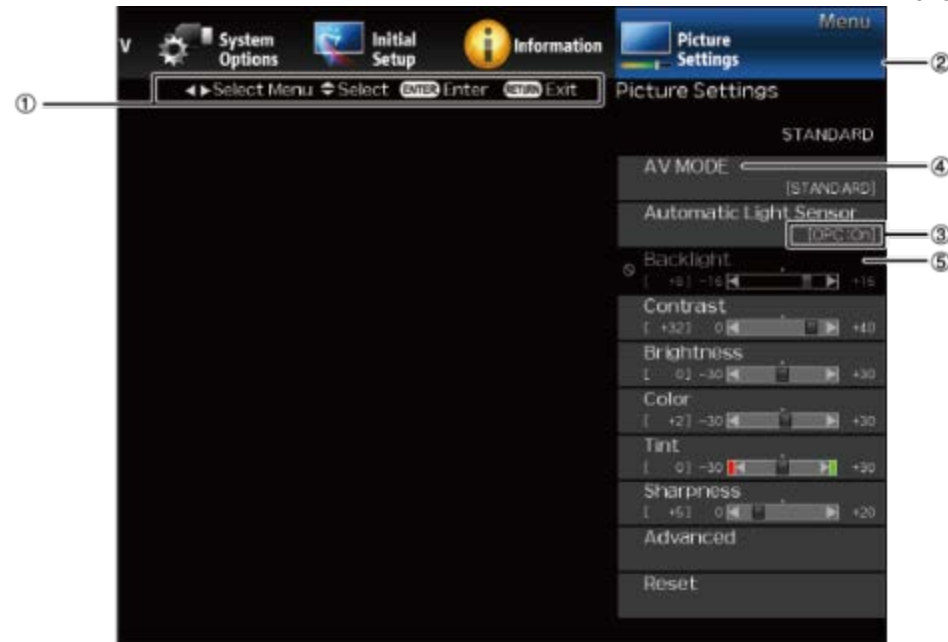 Menu
V System Options Initial Setup Information Picture Settings
②
① Select Menu Select ENTER Enter RETURN Exit Picture Settings
STANDARD
AV MODE ④
[STANDARD]
Automatic Light Sensor
[OPC:On] ③
Backlight ⑤
[ +8] -16 +16
Contrast
[ +32] 0 +40
Brightness
[ 0] -30 +30
Color
[ +2] -30 +30
Tint
[ 0] -30 +30
Sharpness
[ +5] 0 +20
Advanced
Reset